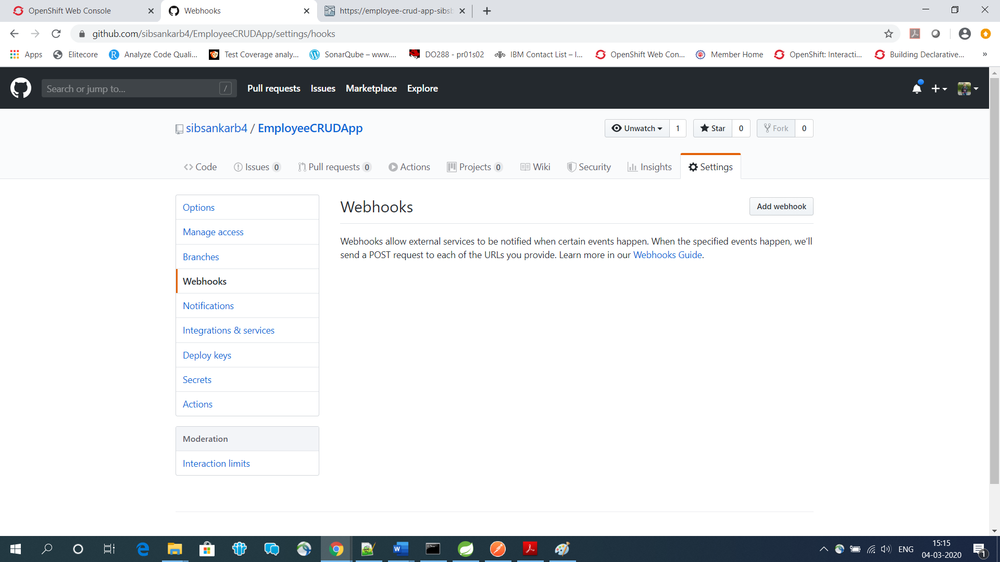 OpenShift Web Console
Webhooks
https://employee-crud-app-sibsb
github.com/sibsankarb4/EmployeeCRUDApp/settings/hooks
Apps
Elitecore
Analyze Code Quali...
Test Coverage analy...
SonarQube – www....
DO288 - pr01s02
IBM Contact List – I...
OpenShift Web Con...
Member Home
OpenShift: Interacti...
Building Declarative...
»
Search or jump to...
/
Pull requests
Issues
Marketplace
Explore
sibsankarb4 / EmployeeCRUDApp
Unwatch
1
Star
0
Fork
0
Code
Issues 0
Pull requests 0
Actions
Projects 0
Wiki
Security
Insights
Settings
Options
Manage access
Branches
Webhooks
Notifications
Integrations & services
Deploy keys
Secrets
Actions
Moderation
Interaction limits
Webhooks
Add webhook
Webhooks allow external services to be notified when certain events happen. When the specified events happen, we’ll
send a POST request to each of the URLs you provide. Learn more in our Webhooks Guide.
ENG
15:15
04-03-2020
1